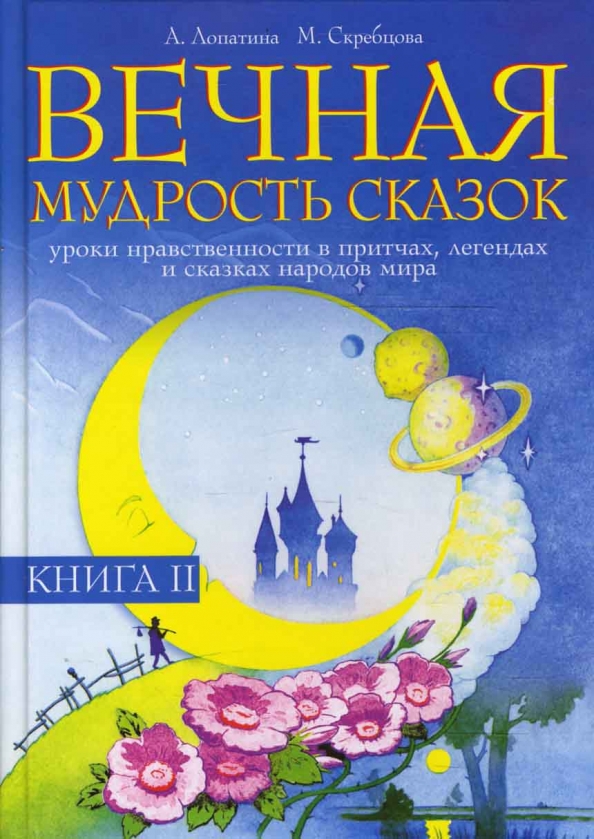 А. Лопатина М. Скребцова
ВЕЧНАЯ
МУДРОСТЬ СКАЗОК
уроки нравственности в притчах, легендах
и сказках народов мира
КНИГА II